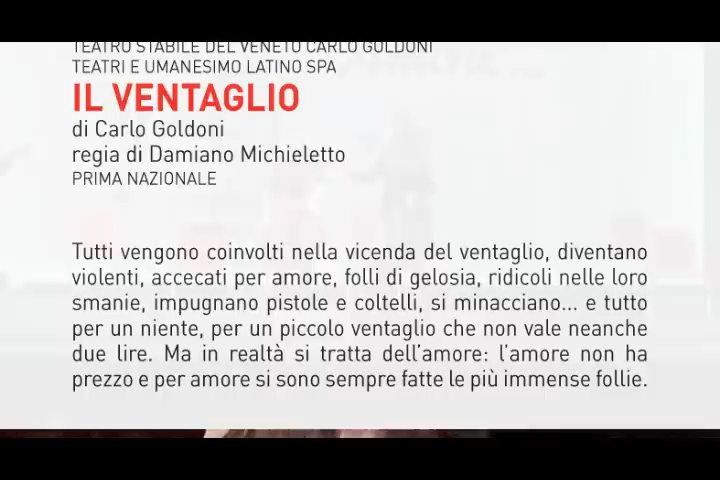 TEATRO STABILE DEL VENETO CARLO GOLDONI
TEATRI E UMANESIMO LATINO SPA
IL VENTAGLIO
di Carlo Goldoni
regia di Damiano Michieletto
PRIMA NAZIONALE
Tutti vengono coinvolti nella vicenda del ventaglio, diventano
violenti, accecati per amore, folli di gelosia, ridicoli nelle loro
smanie, impugnano pistole e coltelli, si minacciano... e tutto
per un niente, per un piccolo ventaglio che non vale neanche
due lire. Ma in realtà si tratta dell'amore: l'amore non ha
prezzo e per amore si sono sempre fatte le più immense follie.